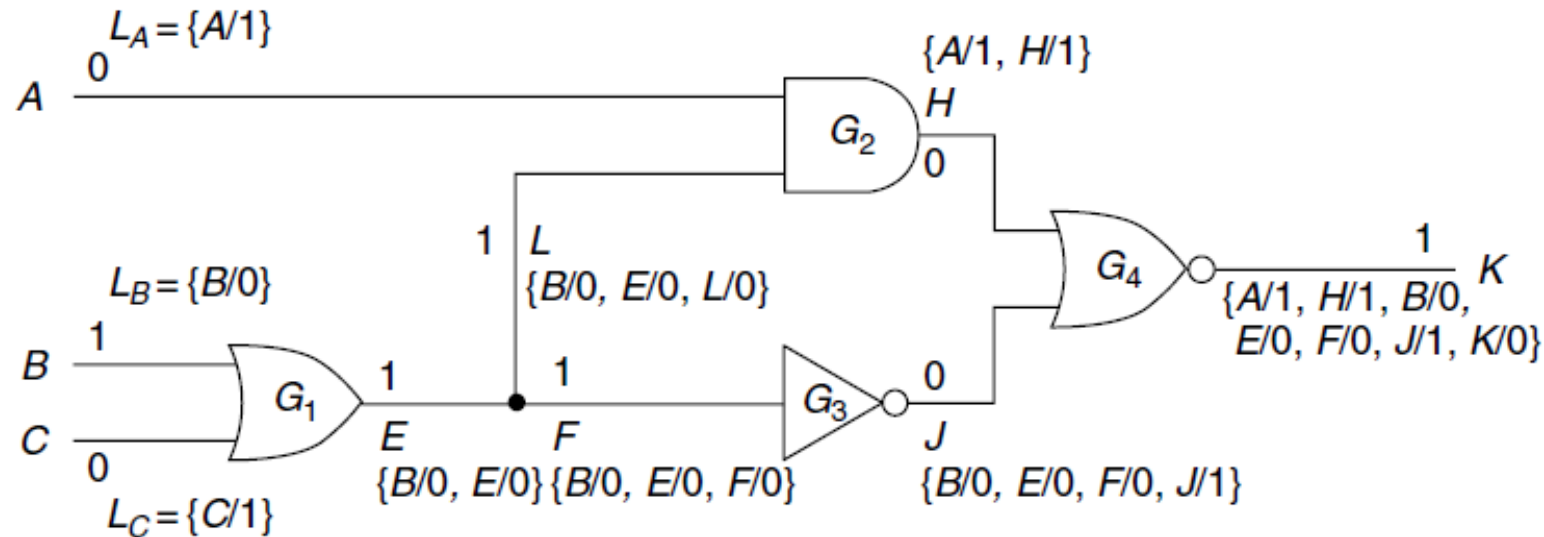 L_A = {A/1}
0
A
{A/1, H/1}
H
G_2
0
1
L
{B/0, E/0, L/0}
L_B = {B/0}
1
B
G_1
C
0
L_C = {C/1}
1
E
{B/0, E/0}
1
F
{B/0, E/0, F/0}
G_3
0
J
{B/0, E/0, F/0, J/1}
G_4
1
K
{A/1, H/1, B/0,
E/0, F/0, J/1, K/0}